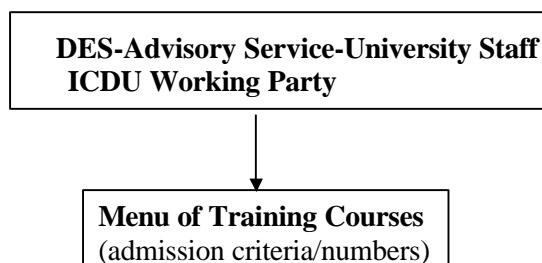 DES-Advisory Service-University Staff
ICDU Working Party
Menu of Training Courses
(admission criteria/numbers)